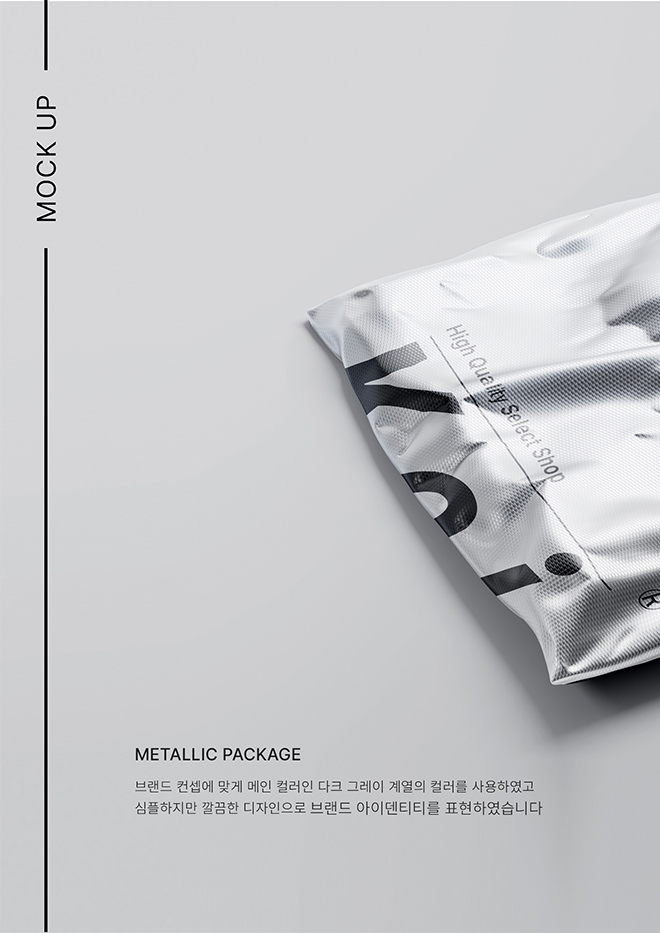 MOCK UP
High Quality Select Shop
®
METALLIC PACKAGE
브랜드 컨셉에 맞게 메인 컬러인 다크 그레이 계열의 컬러를 사용하였고
심플하지만 깔끔한 디자인으로 브랜드 아이덴티티를 표현하였습니다